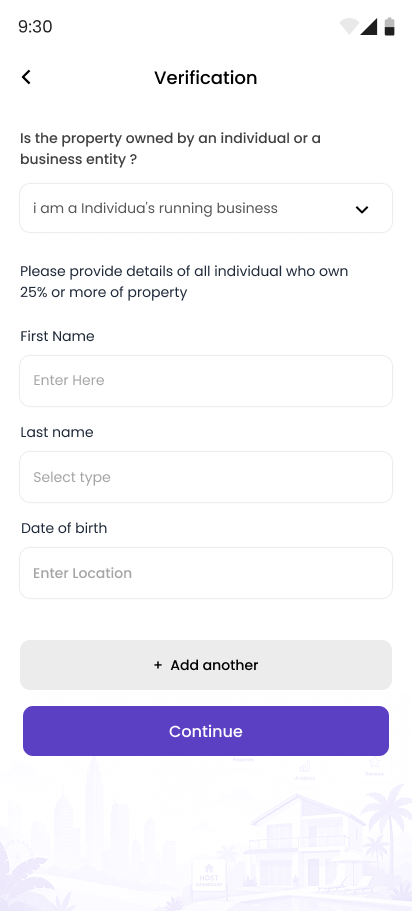 9:30
Verification
Is the property owned by an individual or a
business entity ?
i am a Individua's running business
Please provide details of all individual who own
25% or more of property
First Name
Enter Here
Last name
Select type
Date of birth
Enter Location
+ Add another
Continue
HOST